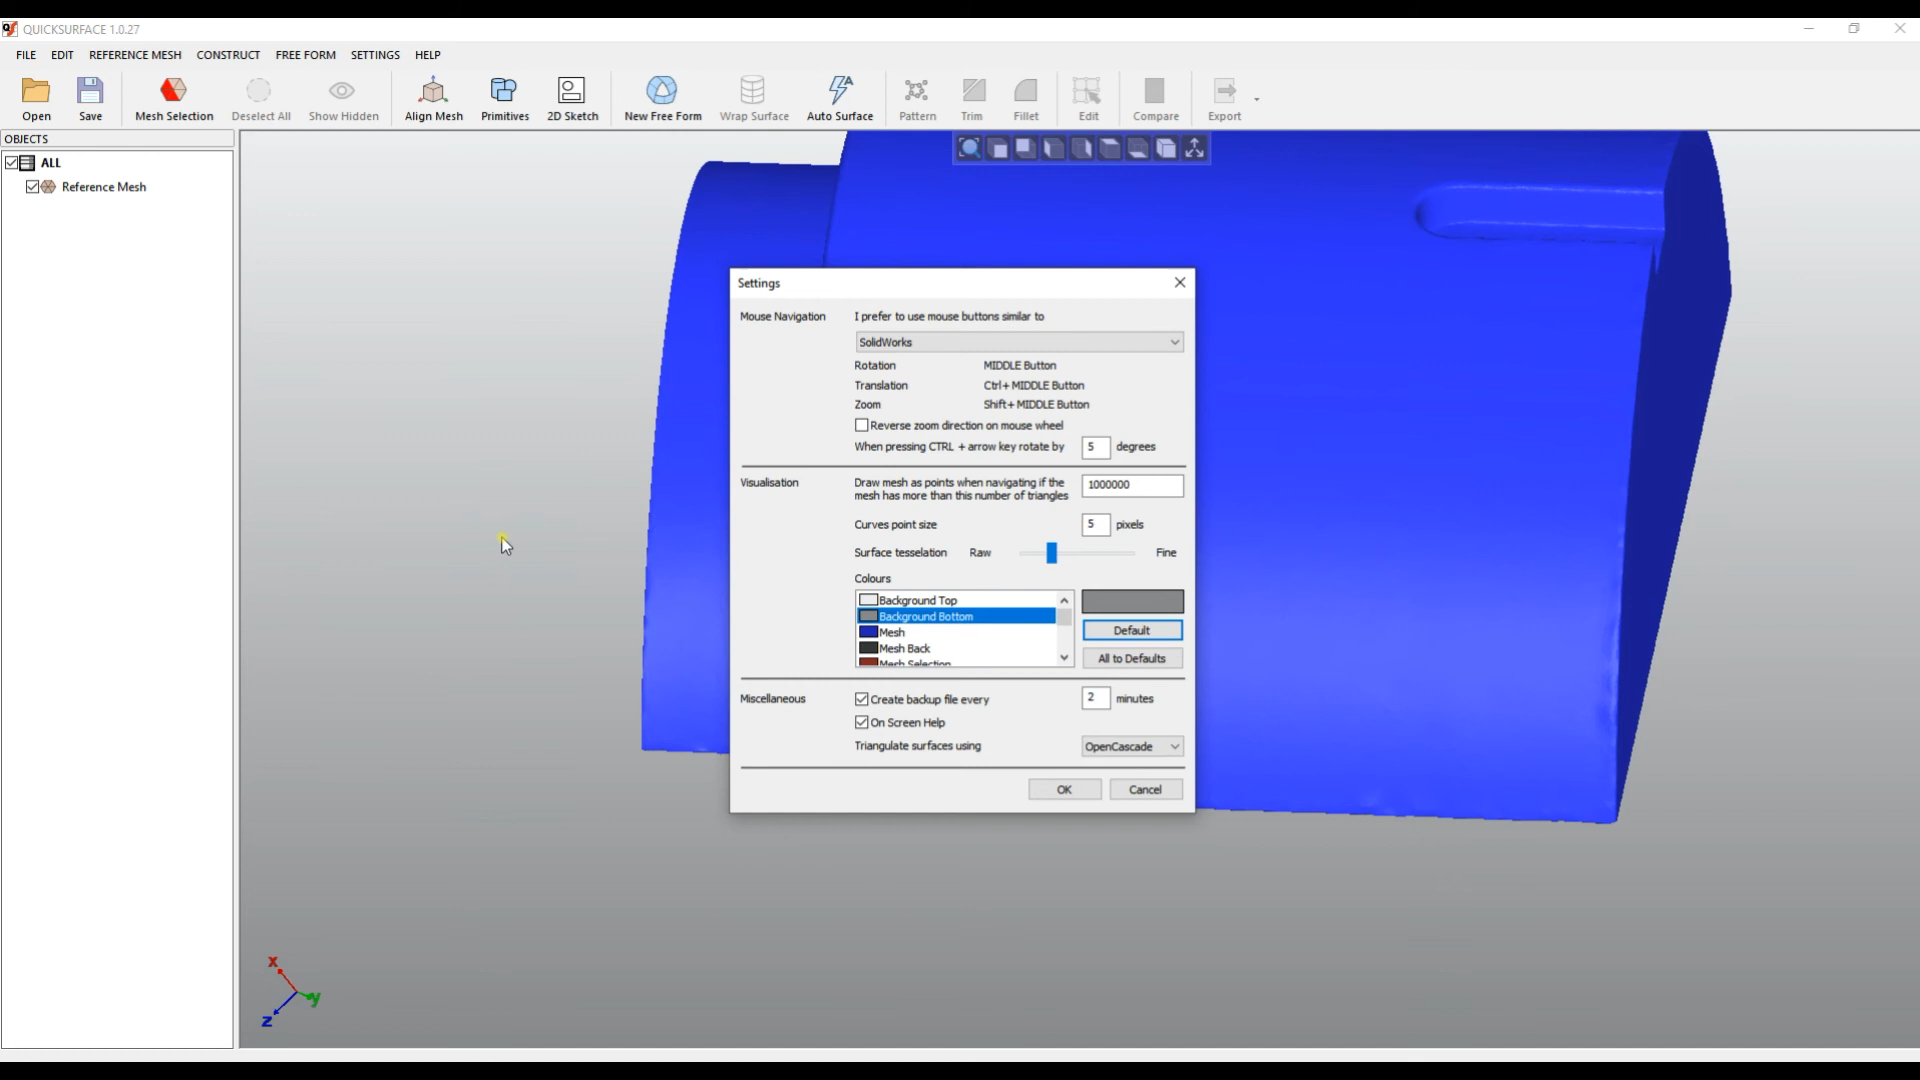 QUICKSURFACE 1.0.27
FILE EDIT REFERENCE MESH CONSTRUCT FREE FORM SETTINGS HELP
Open Save Mesh Selection Deselect All Show Hidden Align Mesh Primitives 2D Sketch New Free Form Wrap Surface Auto Surface Pattern Trim Fillet Edit Compare Export
OBJECTS
ALL
Reference Mesh
Settings
Mouse Navigation I prefer to use mouse buttons similar to
SolidWorks
Rotation MIDDLE Button
Translation Ctrl+MIDDLE Button
Zoom Shift+MIDDLE Button
Reverse zoom direction on mouse wheel
When pressing CTRL + arrow key rotate by 5 degrees
Visualisation Draw mesh as points when navigating if the
mesh has more than this number of triangles 1000000
Curves point size 5 pixels
Surface tesselation Raw Fine
Colours
Background Top
Background Bottom
Mesh
Mesh Back
Mesh Selection
Default
All to Defaults
Miscellaneous Create backup file every 2 minutes
On Screen Help
Triangulate surfaces using OpenCascade
OK Cancel
x
y
z